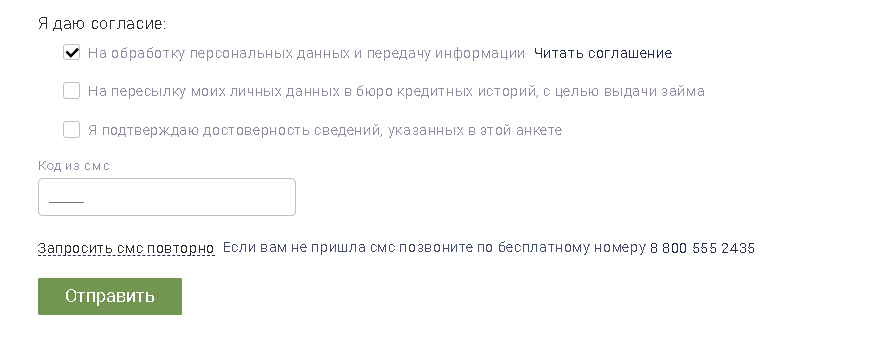 Я даю согласие:
На обработку персональных данных и передачу информации Читать соглашение
На пересылку моих личных данных в бюро кредитных историй, с целью выдачи займа
Я подтверждаю достоверность сведений, указанных в этой анкете
Код из смс
_____
Запросить смс повторно Если вам не пришла смс позвоните по бесплатному номеру 8 800 555 2435
Отправить